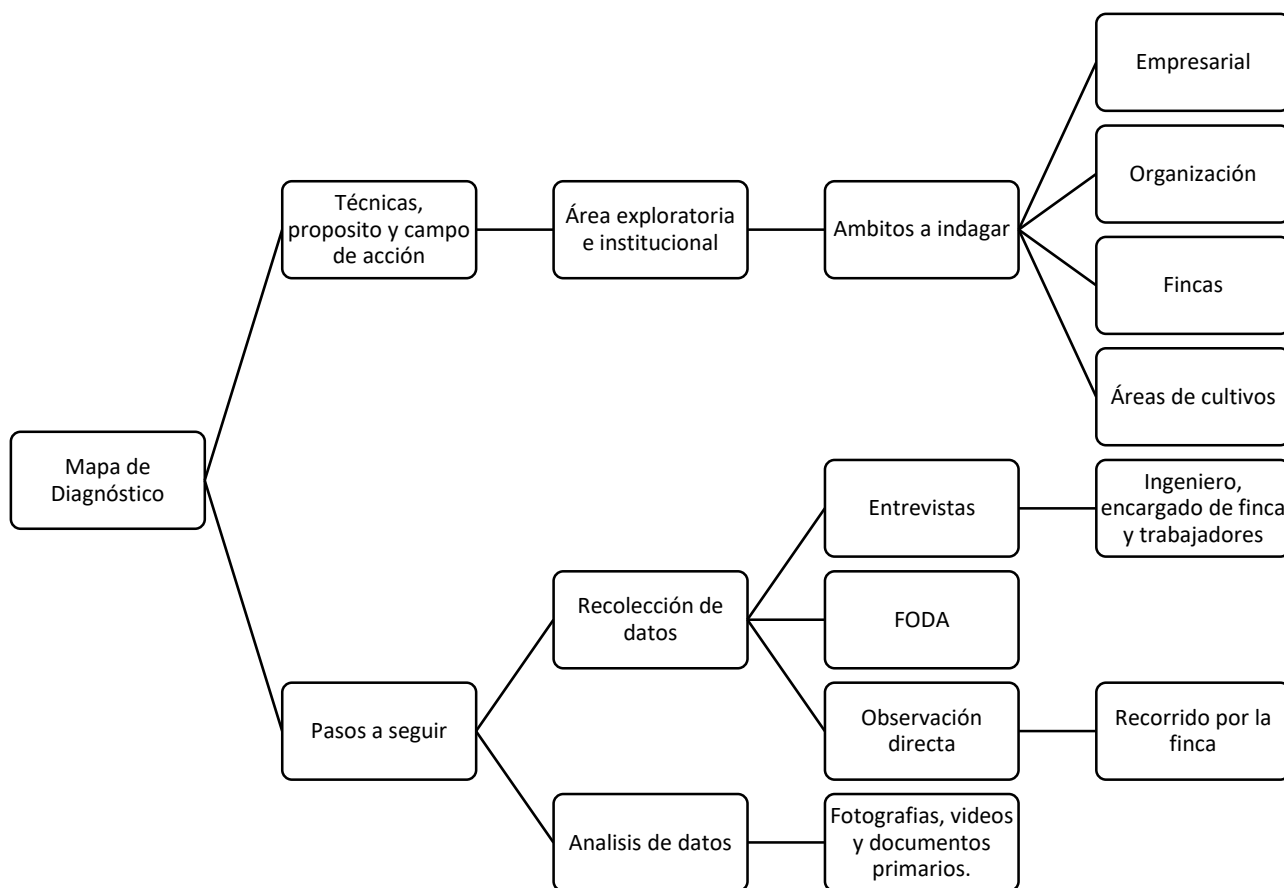 Mapa de
Diagnóstico
Técnicas,
proposito y campo
de acción
Área exploratoria
e institucional
Ambitos a indagar
Empresarial
Organización
Fincas
Áreas de cultivos
Pasos a seguir
Recolección de
datos
Entrevistas
Ingeniero,
encargado de finca
y trabajadores
FODA
Observación
directa
Recorrido por la
finca
Analisis de datos
Fotografias, videos
y documentos
primarios.